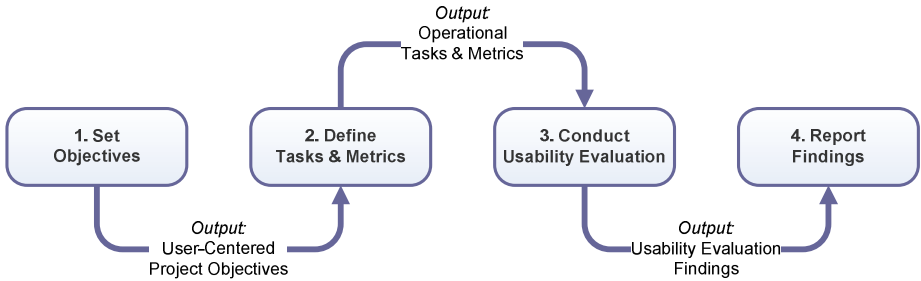 Output:
Operational
Tasks & Metrics
1. Set
Objectives
2. Define
Tasks & Metrics
3. Conduct
Usability Evaluation
4. Report
Findings
Output:
User-Centered
Project Objectives
Output:
Usability Evaluation
Findings